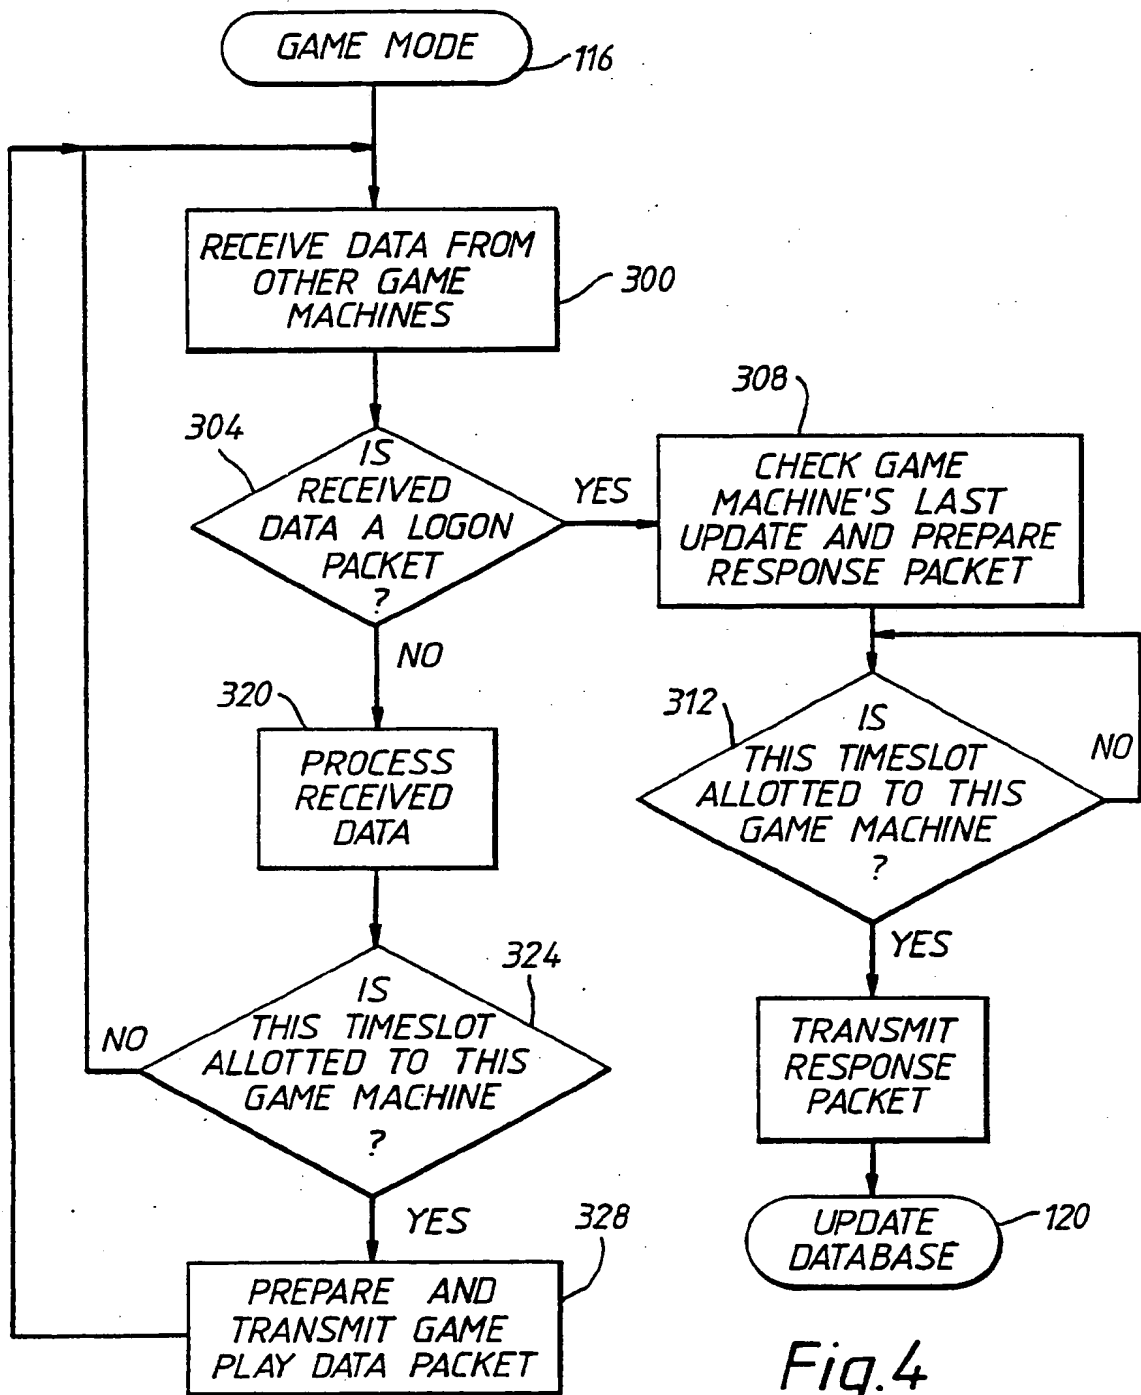 GAME MODE
116
RECEIVE DATA FROM
OTHER GAME
MACHINES
300
304
IS
RECEIVED
DATA A LOGON
PACKET
?
YES
308
CHECK GAME
MACHINE'S LAST
UPDATE AND PREPARE
RESPONSE PACKET
NO
320
PROCESS
RECEIVED
DATA
312
IS
THIS TIMESLOT
ALLOTTED TO THIS
GAME MACHINE
?
NO
YES
324
IS
THIS TIMESLOT
ALLOTTED TO THIS
GAME MACHINE
?
NO
YES
TRANSMIT
RESPONSE
PACKET
328
PREPARE AND
TRANSMIT GAME
PLAY DATA PACKET
UPDATE
DATABASE
120
Fig.4